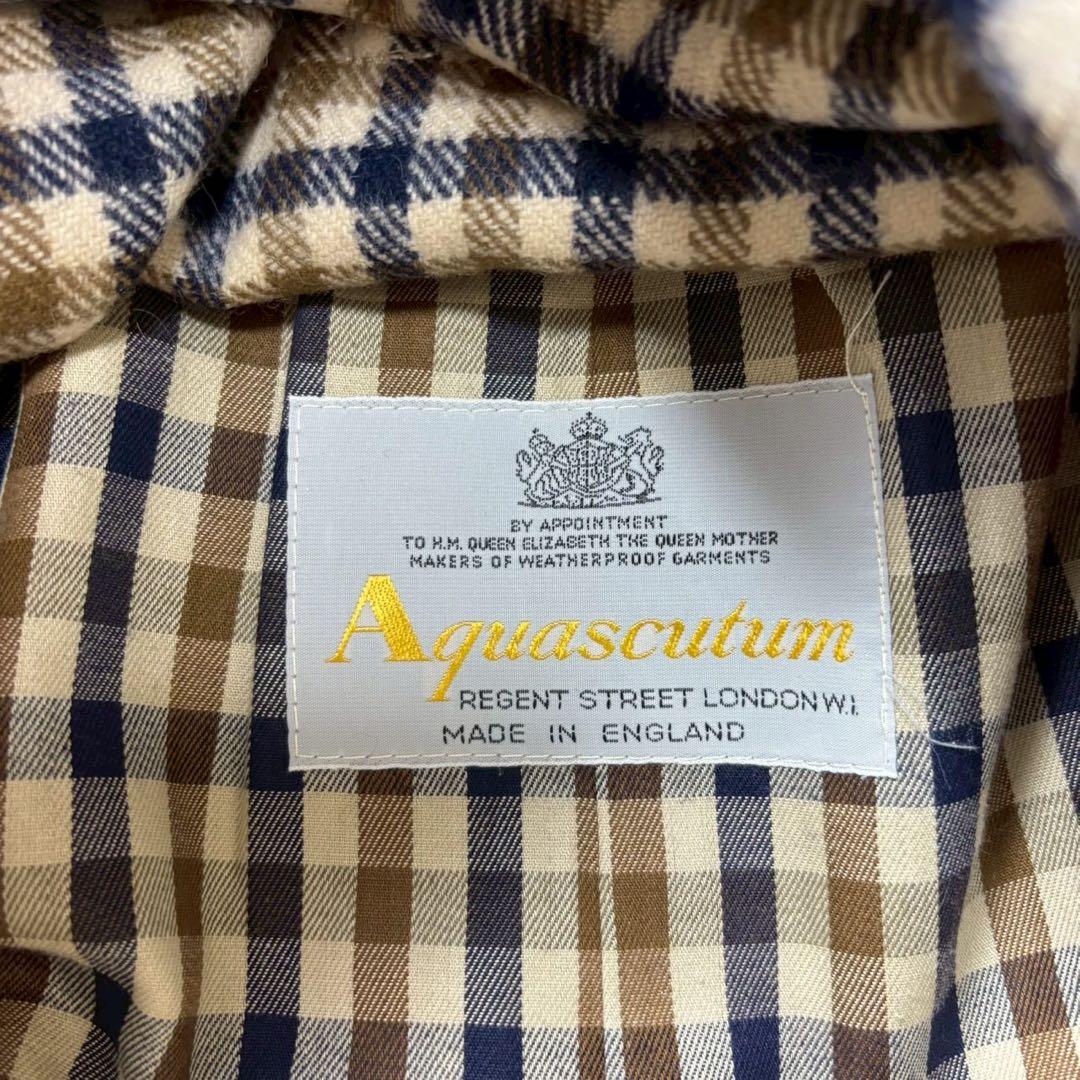 BY APPOINTMENT
TO H.M. QUEEN ELIZABETH THE QUEEN MOTHER
MAKERS OF WEATHERPROOF GARMENTS
Aquascutum
REGENT STREET LONDON W.1.
MADE IN ENGLAND